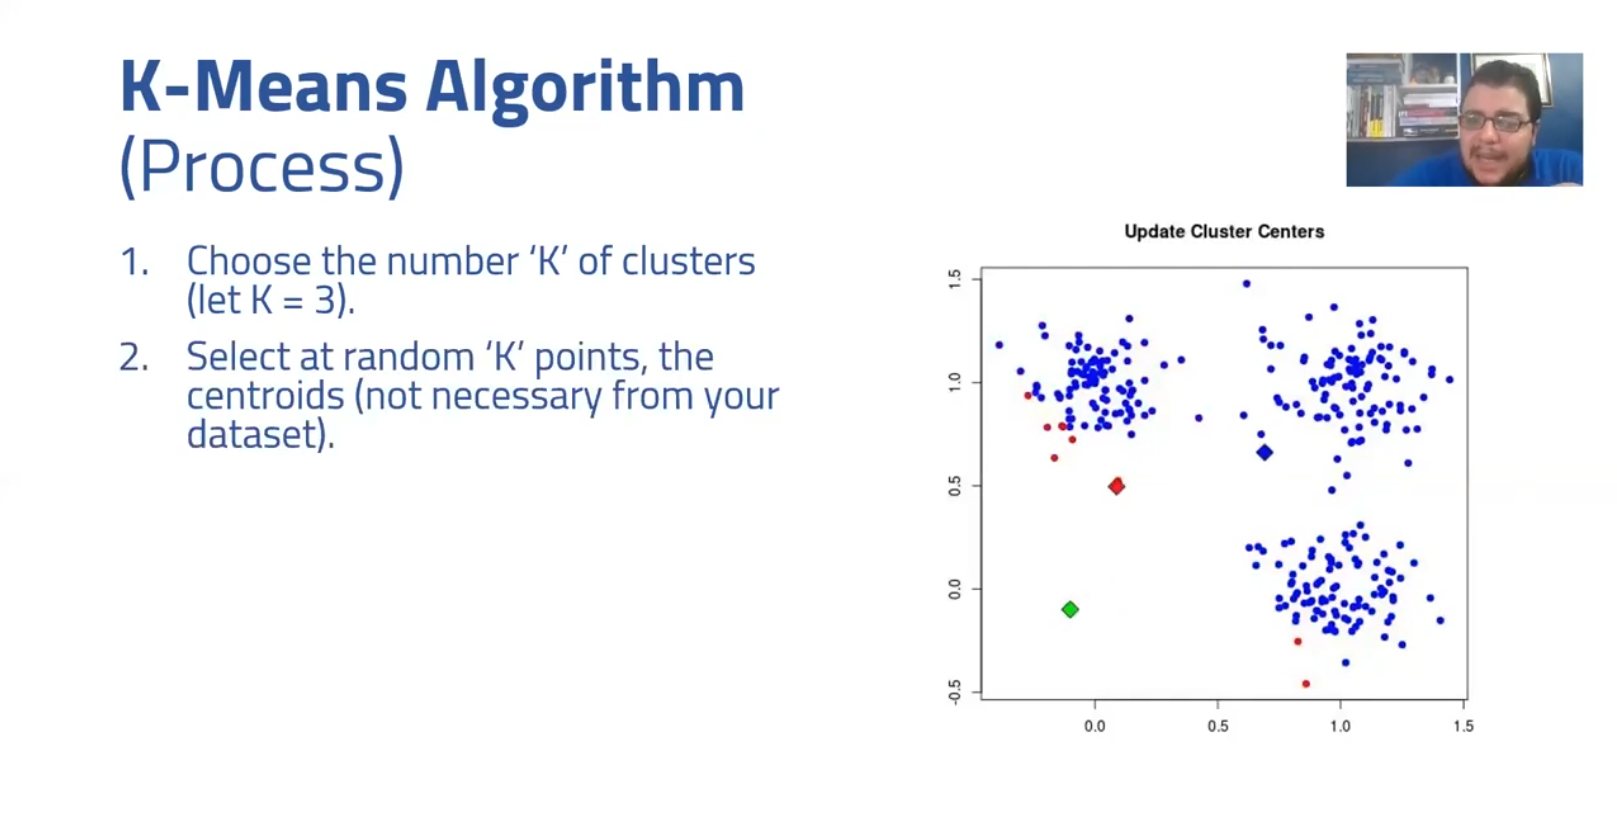 K-Means Algorithm
(Process)
1. Choose the number ‘K’ of clusters
(let K = 3).
2. Select at random ‘K’ points, the
centroids (not necessary from your
dataset).
Update Cluster Centers
1.5
1.0
0.5
0.0
-0.5
0.0 0.5 1.0 1.5